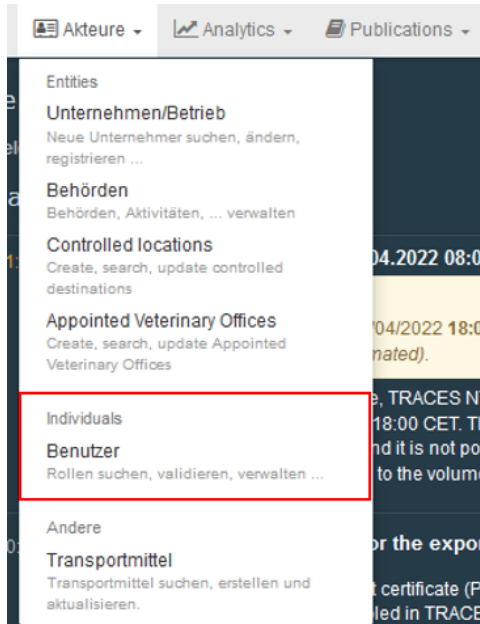 Akteure
Analytics
Publications
Entities
Unternehmen/Betrieb
Neue Unternehmer suchen, ändern,
registrieren ...
Behörden
Behörden, Aktivitäten, ... verwalten
Controlled locations
Create, search, update controlled
destinations
Appointed Veterinary Offices
Create, search, update Appointed
Veterinary Offices
Individuals
Benutzer
Rollen suchen, validieren, verwalten ...
Andere
Transportmittel
Transportmittel suchen, erstellen und
aktualisieren.
04.2022 08:0
/04/2022 18:0
nated).
e, TRACES N
18:00 CET. T
nd it is not po
to the volum
or the expo
t certificate (P
led in TRACE